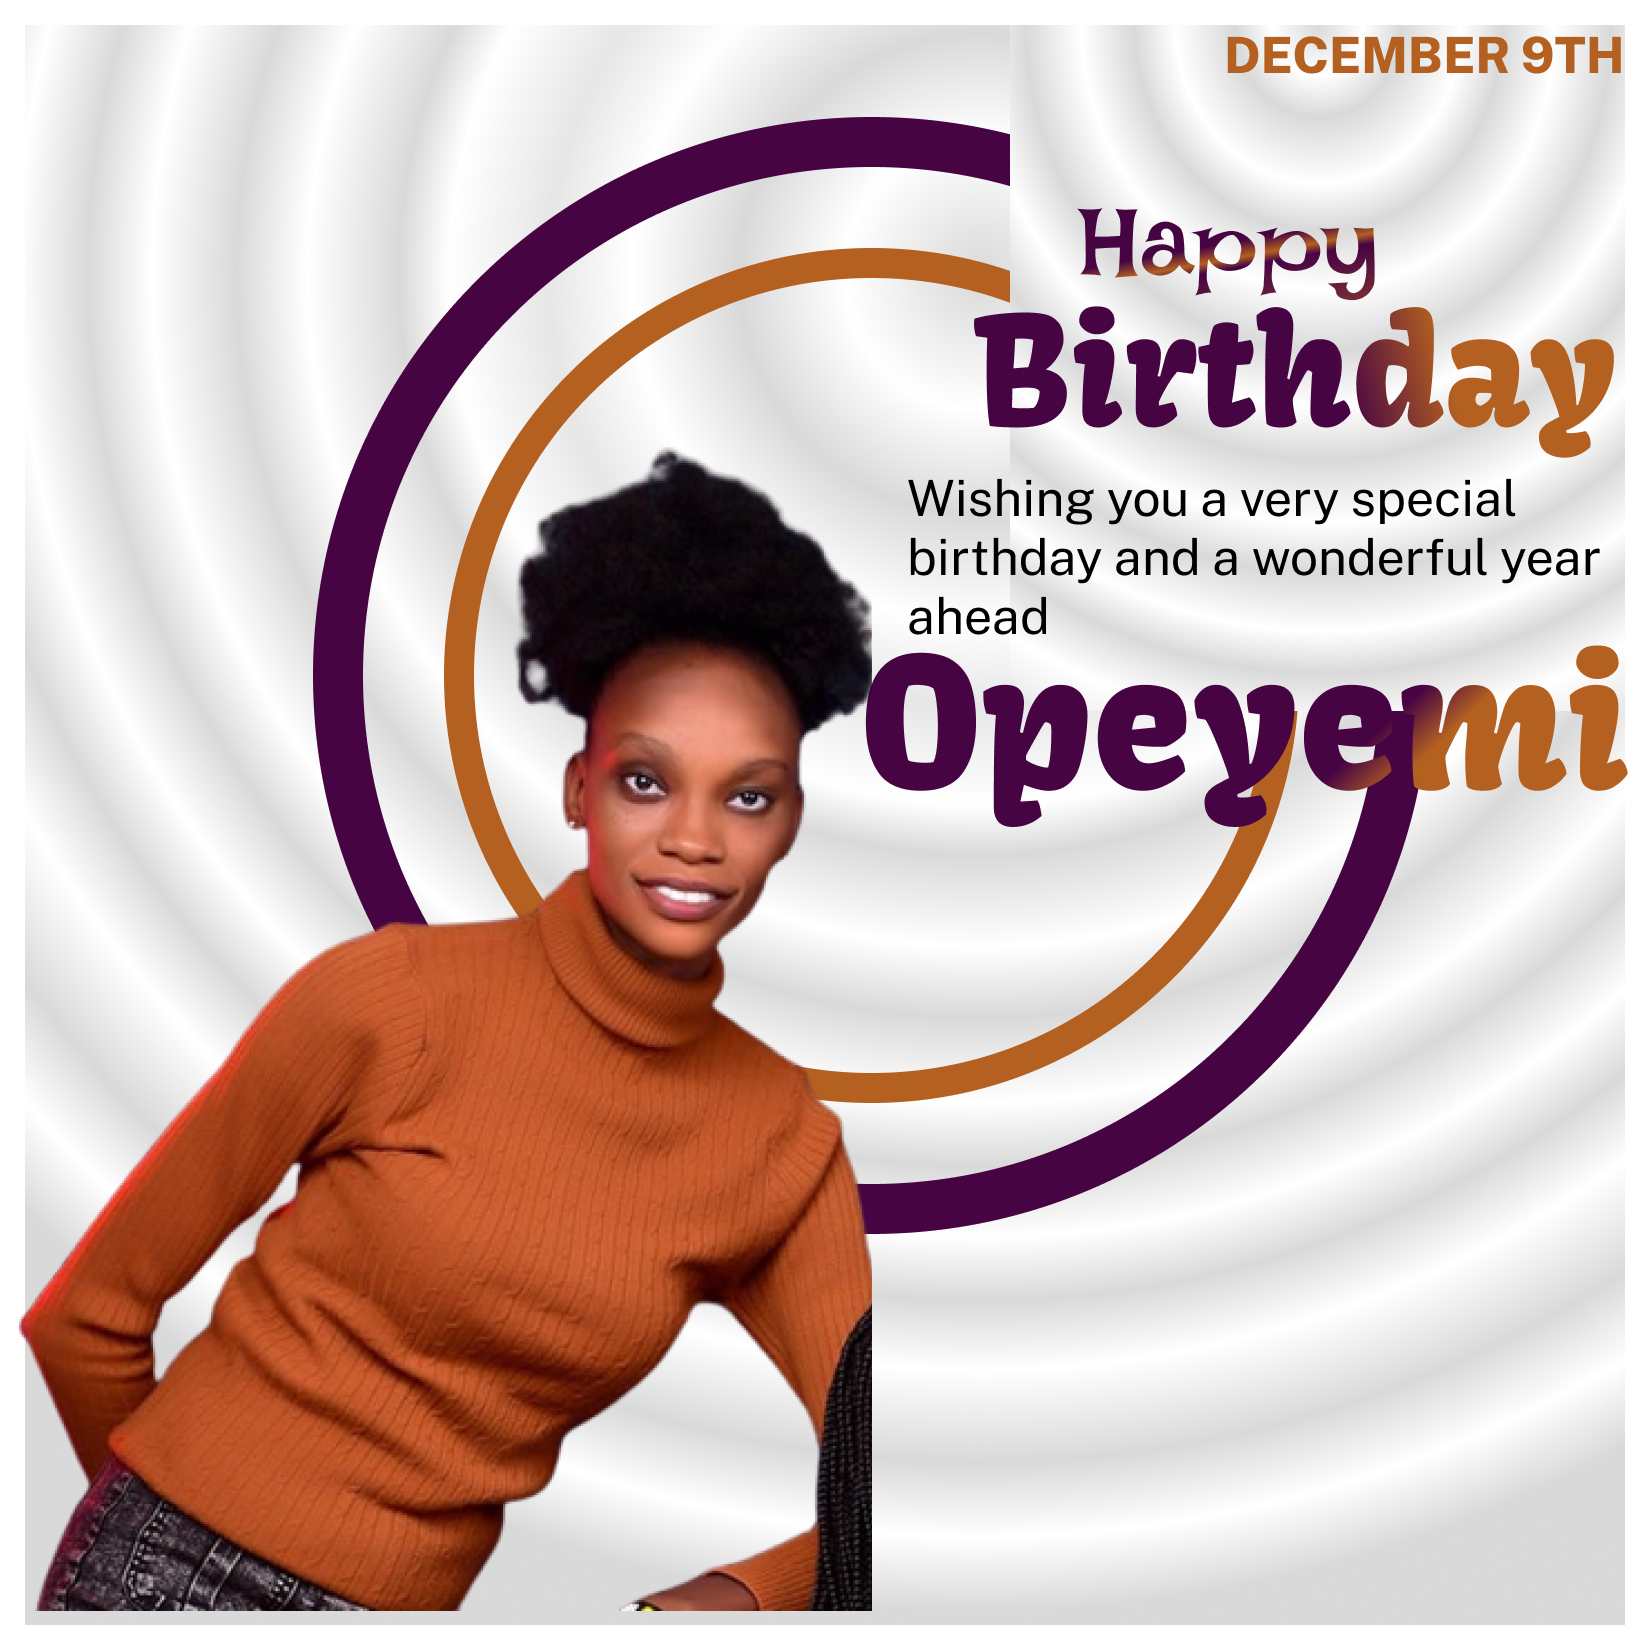 DECEMBER 9TH
Happy
Birthday
Wishing you a very special
birthday and a wonderful year
ahead
Opeyemi